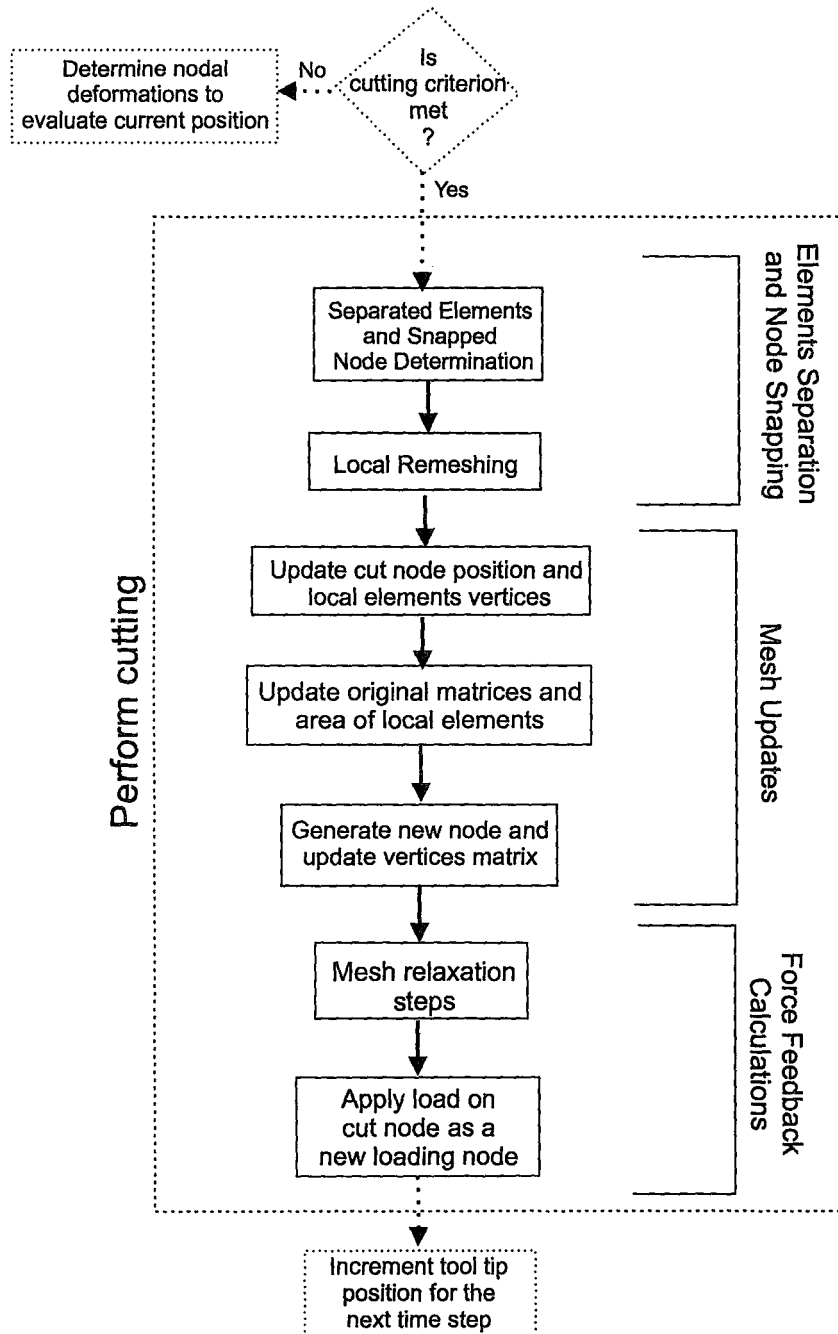 Is
cutting criterion
met
?
No
Determine nodal
deformations to
evaluate current position
Yes
Perform cutting
Separated Elements
and Snapped
Node Determination
Local Remeshing
Elements Separation
and Node Snapping
Update cut node position and
local elements vertices
Update original matrices and
area of local elements
Generate new node and
update vertices matrix
Mesh Updates
Mesh relaxation
steps
Apply load on
cut node as a
new loading node
Force Feedback
Calculations
Increment tool tip
position for the
next time step